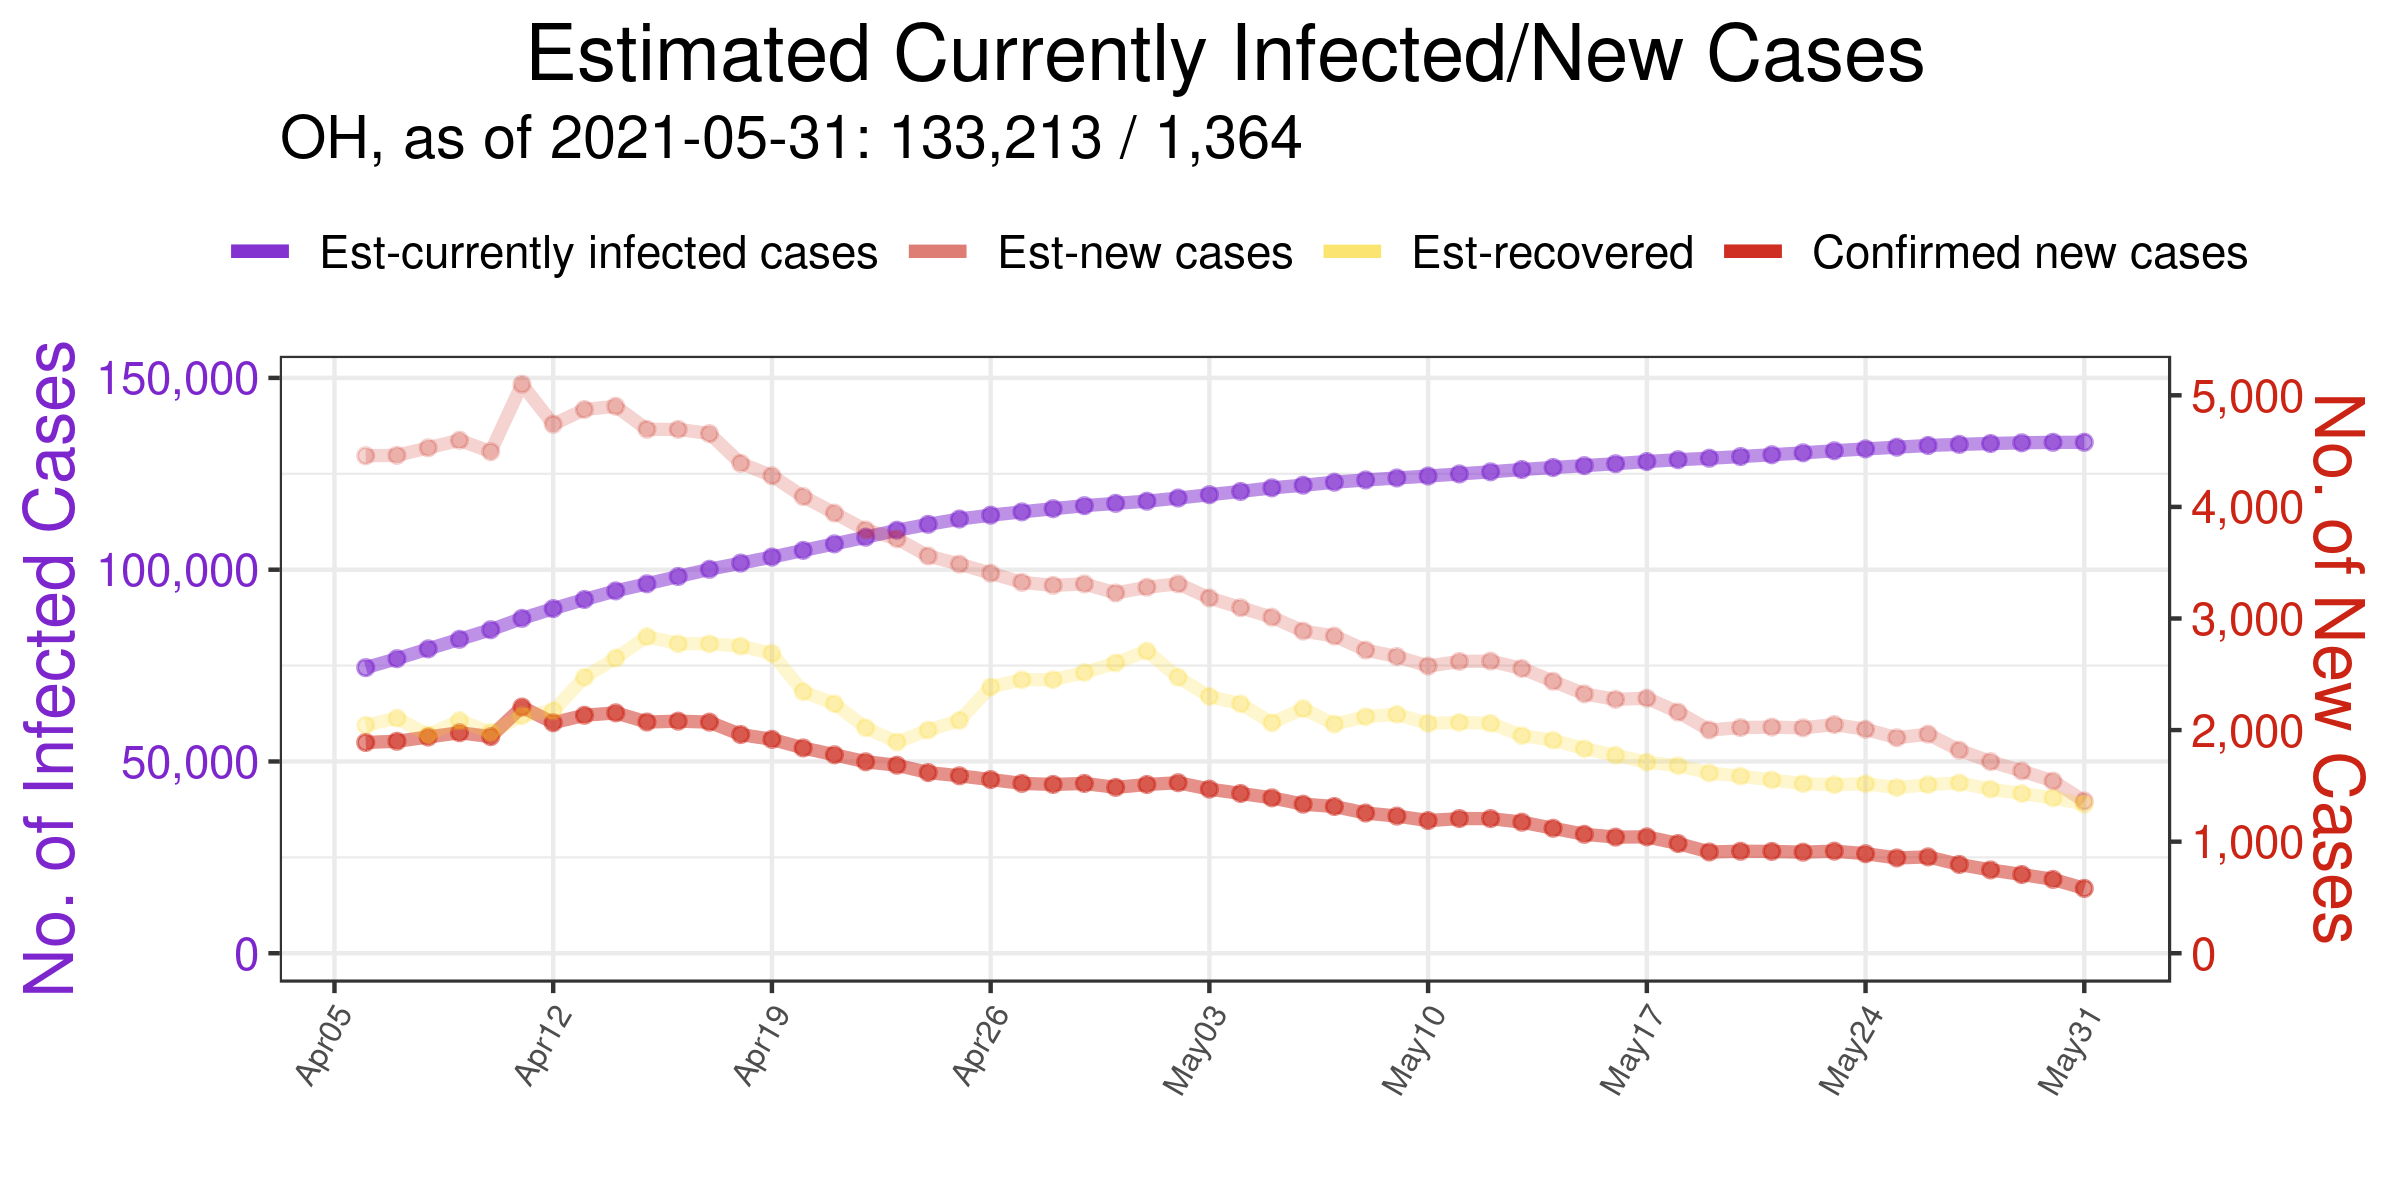 Estimated Currently Infected/New Cases
OH, as of 2021-05-31: 133,213 / 1,364
Est-currently infected cases Est-new cases Est-recovered Confirmed new cases
No. of Infected Cases
150,000
100,000
50,000
0
5,000
4,000
3,000
2,000
1,000
0
No. of New Cases
Apr05 Apr12 Apr19 Apr26 May03 May10 May17 May24 May31